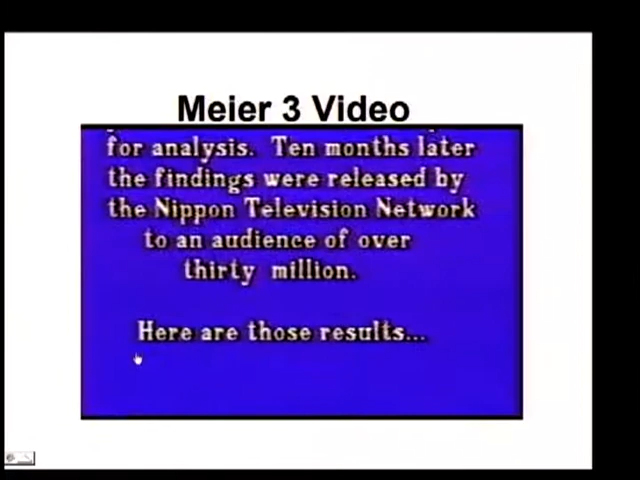 Meier 3 Video
for analysis. Ten months later
the findings were released by
the Nippon Television Network
to an audience of over
thirty million.
Here are those results...